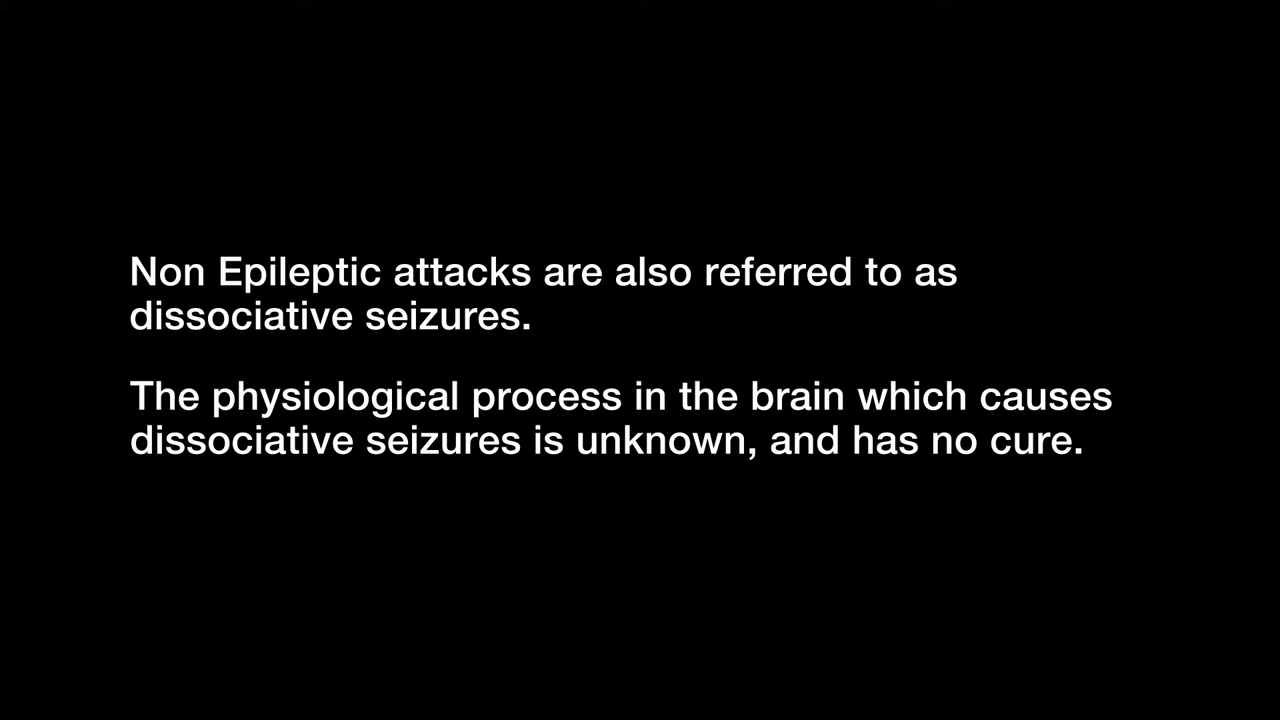 Non Epileptic attacks are also referred to as
dissociative seizures.
The physiological process in the brain which causes
dissociative seizures is unknown, and has no cure.